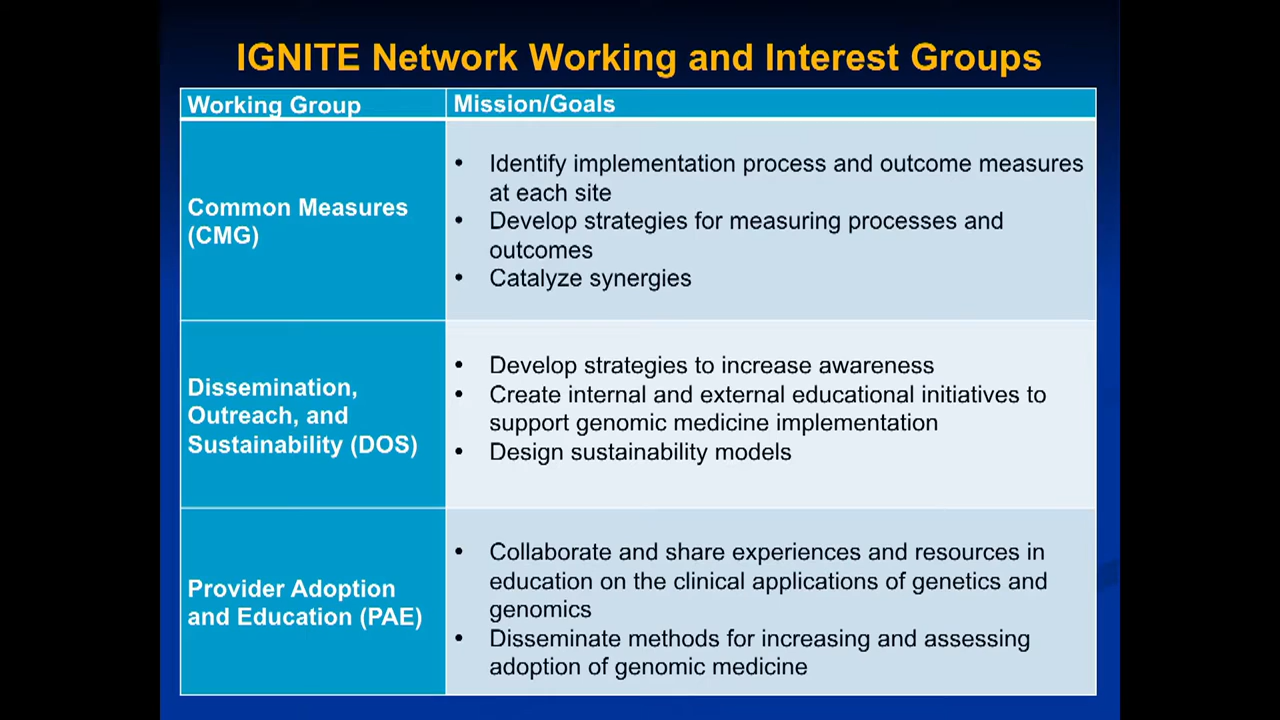 IGNITE Network Working and Interest Groups
Working Group
Mission/Goals
Common Measures
(CMG)
• Identify implementation process and outcome measures
at each site
• Develop strategies for measuring processes and
outcomes
• Catalyze synergies
Dissemination,
Outreach, and
Sustainability (DOS)
• Develop strategies to increase awareness
• Create internal and external educational initiatives to
support genomic medicine implementation
• Design sustainability models
Provider Adoption
and Education (PAE)
• Collaborate and share experiences and resources in
education on the clinical applications of genetics and
genomics
• Disseminate methods for increasing and assessing
adoption of genomic medicine